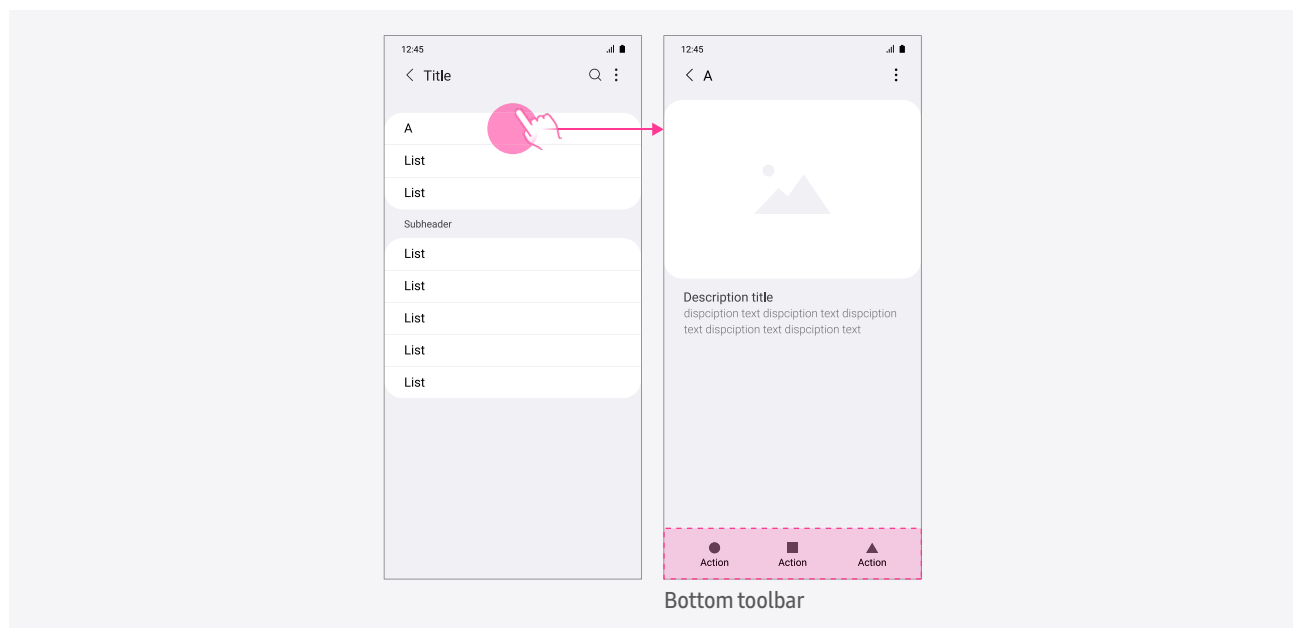 12:45
Title
A
List
List
Subheader
List
List
List
List
List
12:45
A
Description title
dispciption text dispciption text dispciption
text dispciption text dispciption text
Action Action Action
Bottom toolbar